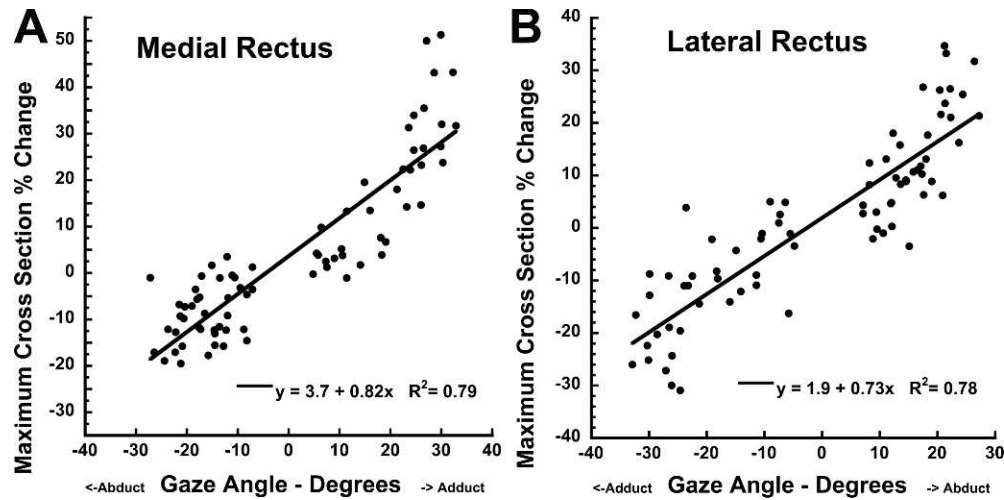 A
Medial Rectus
Maximum Cross Section % Change
50
40
30
20
10
0
-10
-20
-30
y = 3.7 + 0.82x R²= 0.79
-40 -30 -20 -10 0 10 20 30 40
<-Abduct Gaze Angle - Degrees -> Adduct
B
Lateral Rectus
Maximum Cross Section % Change
40
30
20
10
0
-10
-20
-30
-40
y = 1.9 + 0.73x R²= 0.78
-40 -30 -20 -10 0 10 20 30
<-Adduct Gaze Angle - Degrees -> Abduct